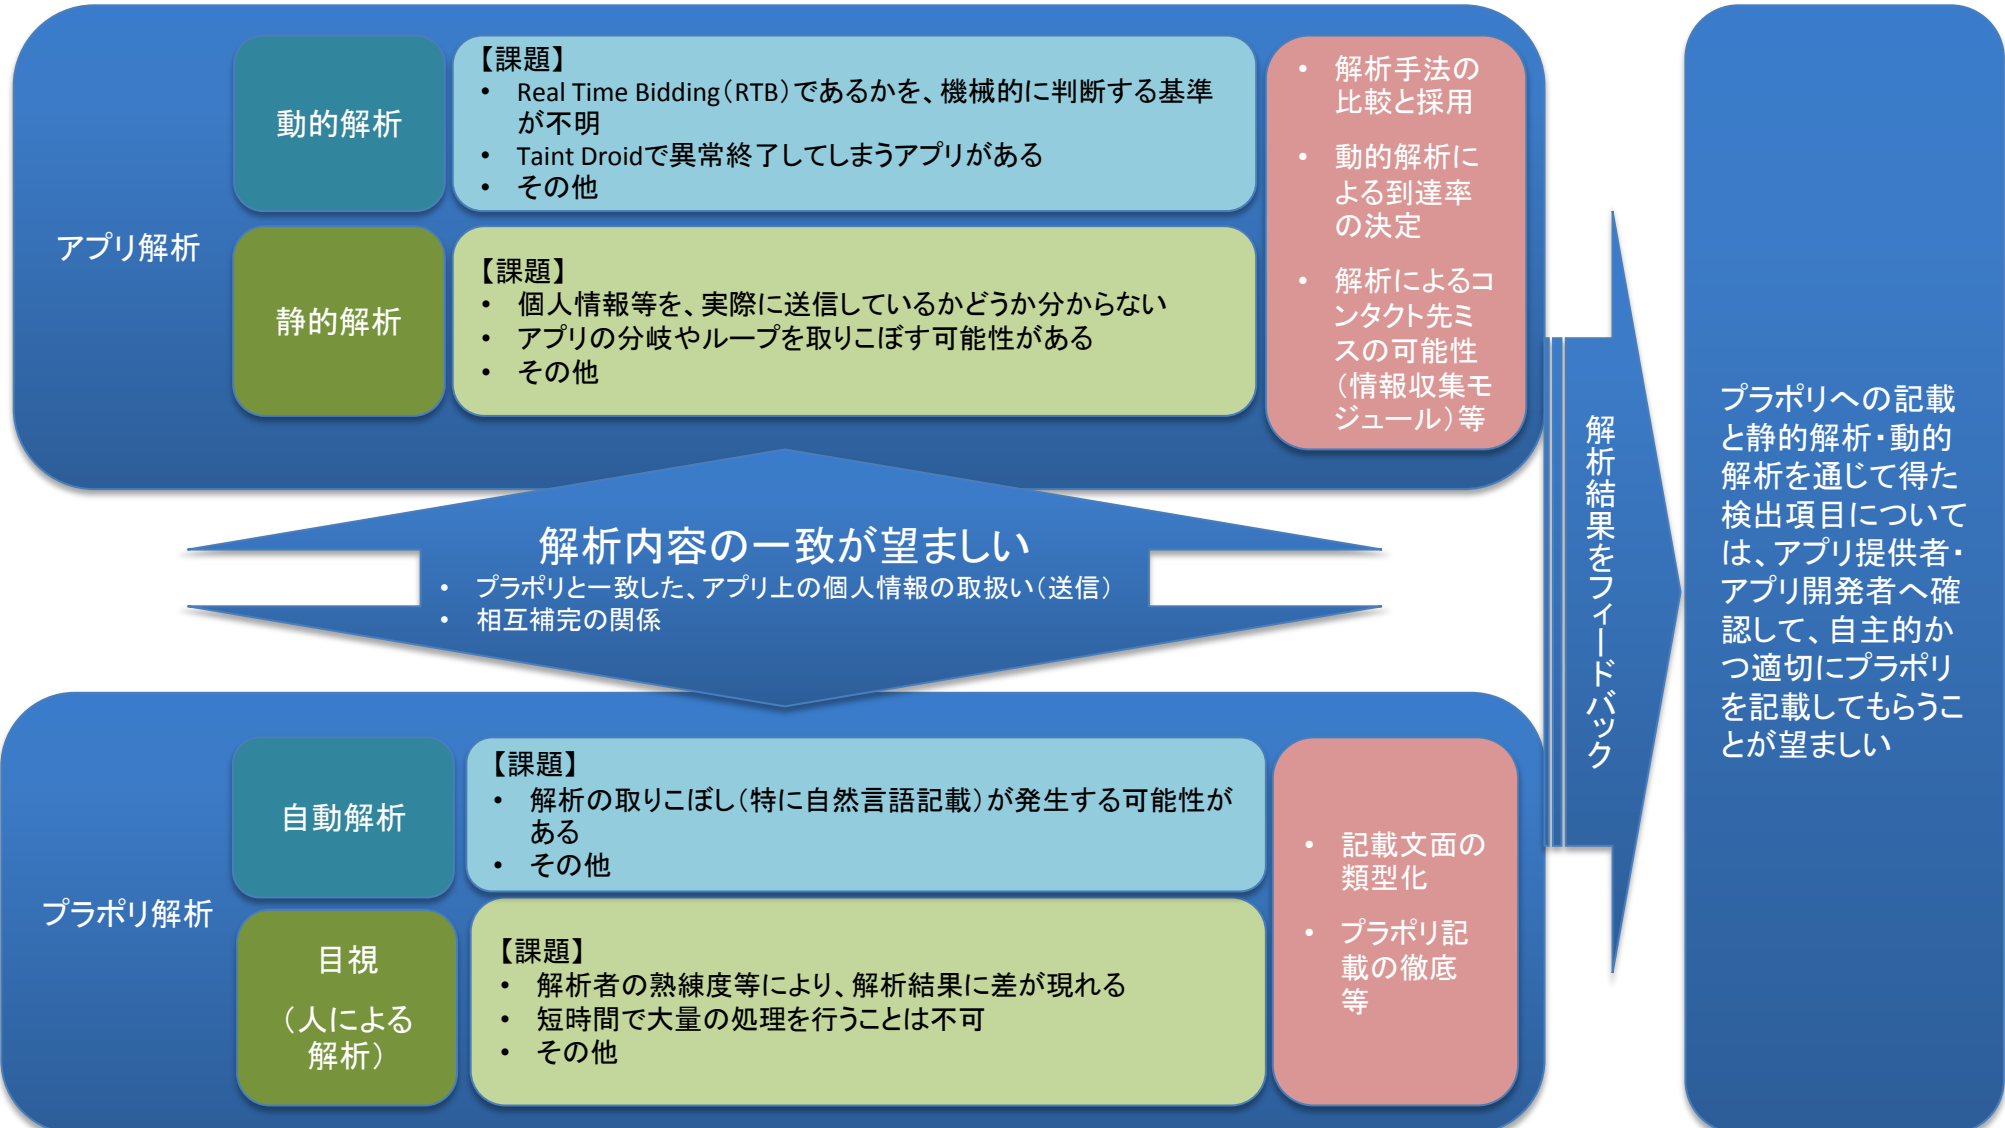 アプリ解析
動的解析
【課題】
• Real Time Bidding（RTB）であるかを、機械的に判断する基準
が不明
• Taint Droidで異常終了してしまうアプリがある
• その他
静的解析
【課題】
• 個人情報等を、実際に送信しているかどうか分からない
• アプリの分岐やループを取りこぼす可能性がある
• その他
• 解析手法の
比較と採用
• 動的解析に
よる到達率
の決定
• 解析によるコ
ンタクト先ミ
スの可能性
（情報収集モ
ジュール）等
解析内容の一致が望ましい
• プラポリと一致した、アプリ上の個人情報の取扱い（送信）
• 相互補完の関係
プラポリ解析
自動解析
【課題】
• 解析の取りこぼし（特に自然言語記載）が発生する可能性が
ある
• その他
目視
（人による
解析）
【課題】
• 解析者の熟練度等により、解析結果に差が現れる
• 短時間で大量の処理を行うことは不可
• その他
• 記載文面の
類型化
• プラポリ記
載の徹底
等
解析結果をフィードバック
プラポリへの記載
と静的解析・動的
解析を通じて得た
検出項目について
は、アプリ提供者・
アプリ開発者へ確
認して、自主的か
つ適切にプラポリ
を記載してもらうこ
とが望ましい